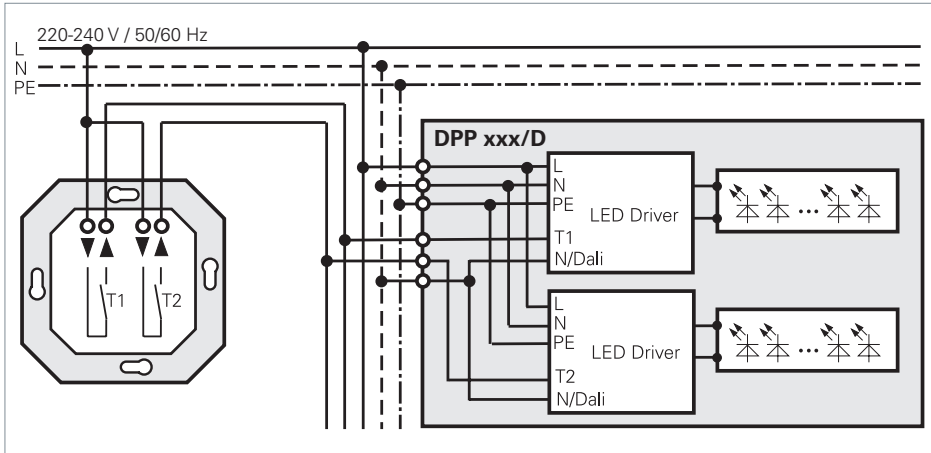 220-240 V / 50/60 Hz
L
N
PE
DPP xxx/D
L
N
PE
LED Driver
T1
N/Dali
T1
T2
L
N
PE
LED Driver
T2
N/Dali